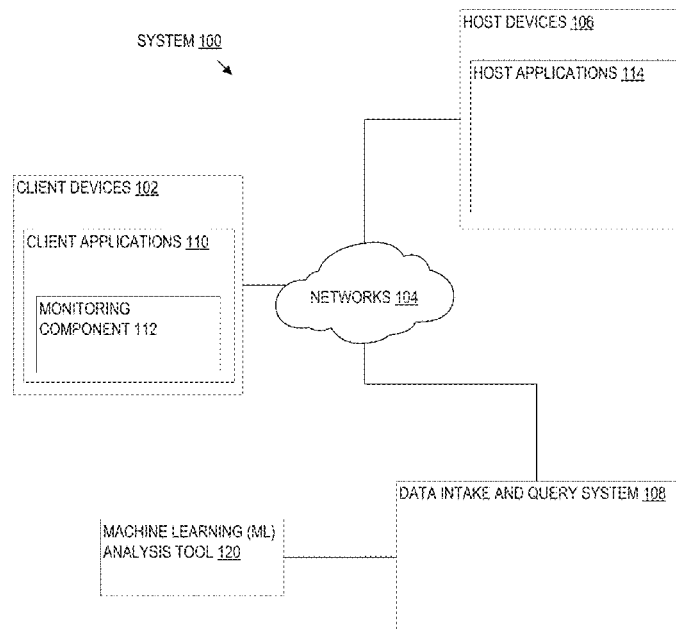 SYSTEM 100
HOST DEVICES 106
HOST APPLICATIONS 114
CLIENT DEVICES 102
CLIENT APPLICATIONS 110
MONITORING
COMPONENT 112
NETWORKS 104
DATA INTAKE AND QUERY SYSTEM 108
MACHINE LEARNING (ML)
ANALYSIS TOOL 120